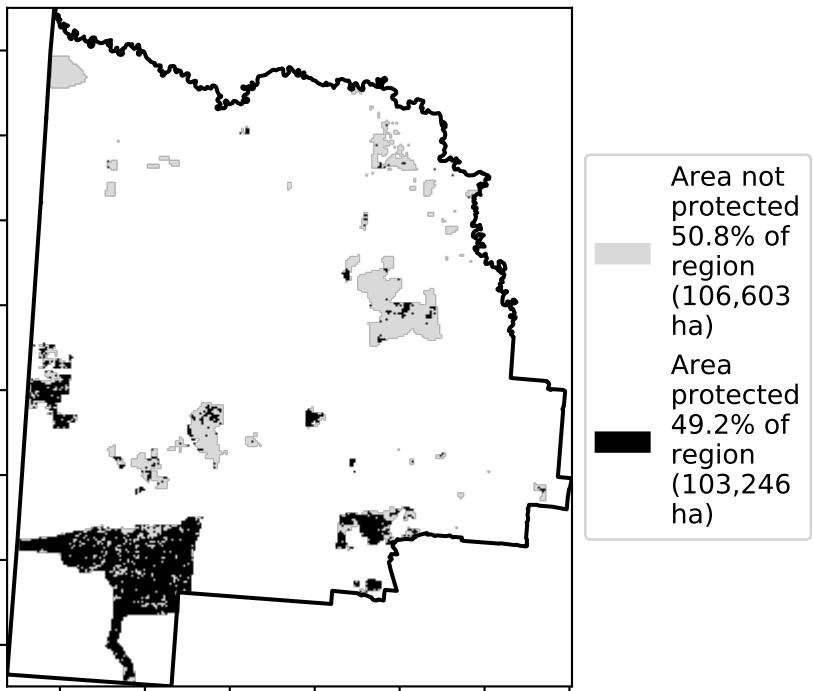 Area not
protected
50.8% of
region
(106,603
ha)
Area
protected
49.2% of
region
(103,246
ha)